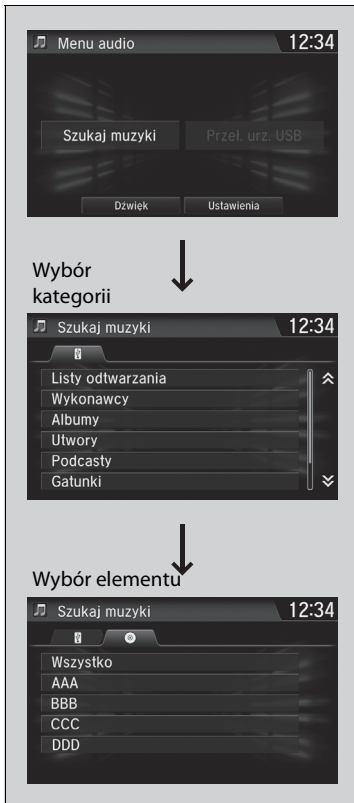 Menu audio 12:34
Szukaj muzyki Przeł. urz. USB
Dźwięk Ustawienia
Wybór
kategorii
Szukaj muzyki 12:34
Listy odtwarzania
Wykonawcy
Albumy
Utwory
Podcasty
Gatunki
Wybór elementu
Szukaj muzyki 12:34
Wszystko
AAA
BBB
CCC
DDD